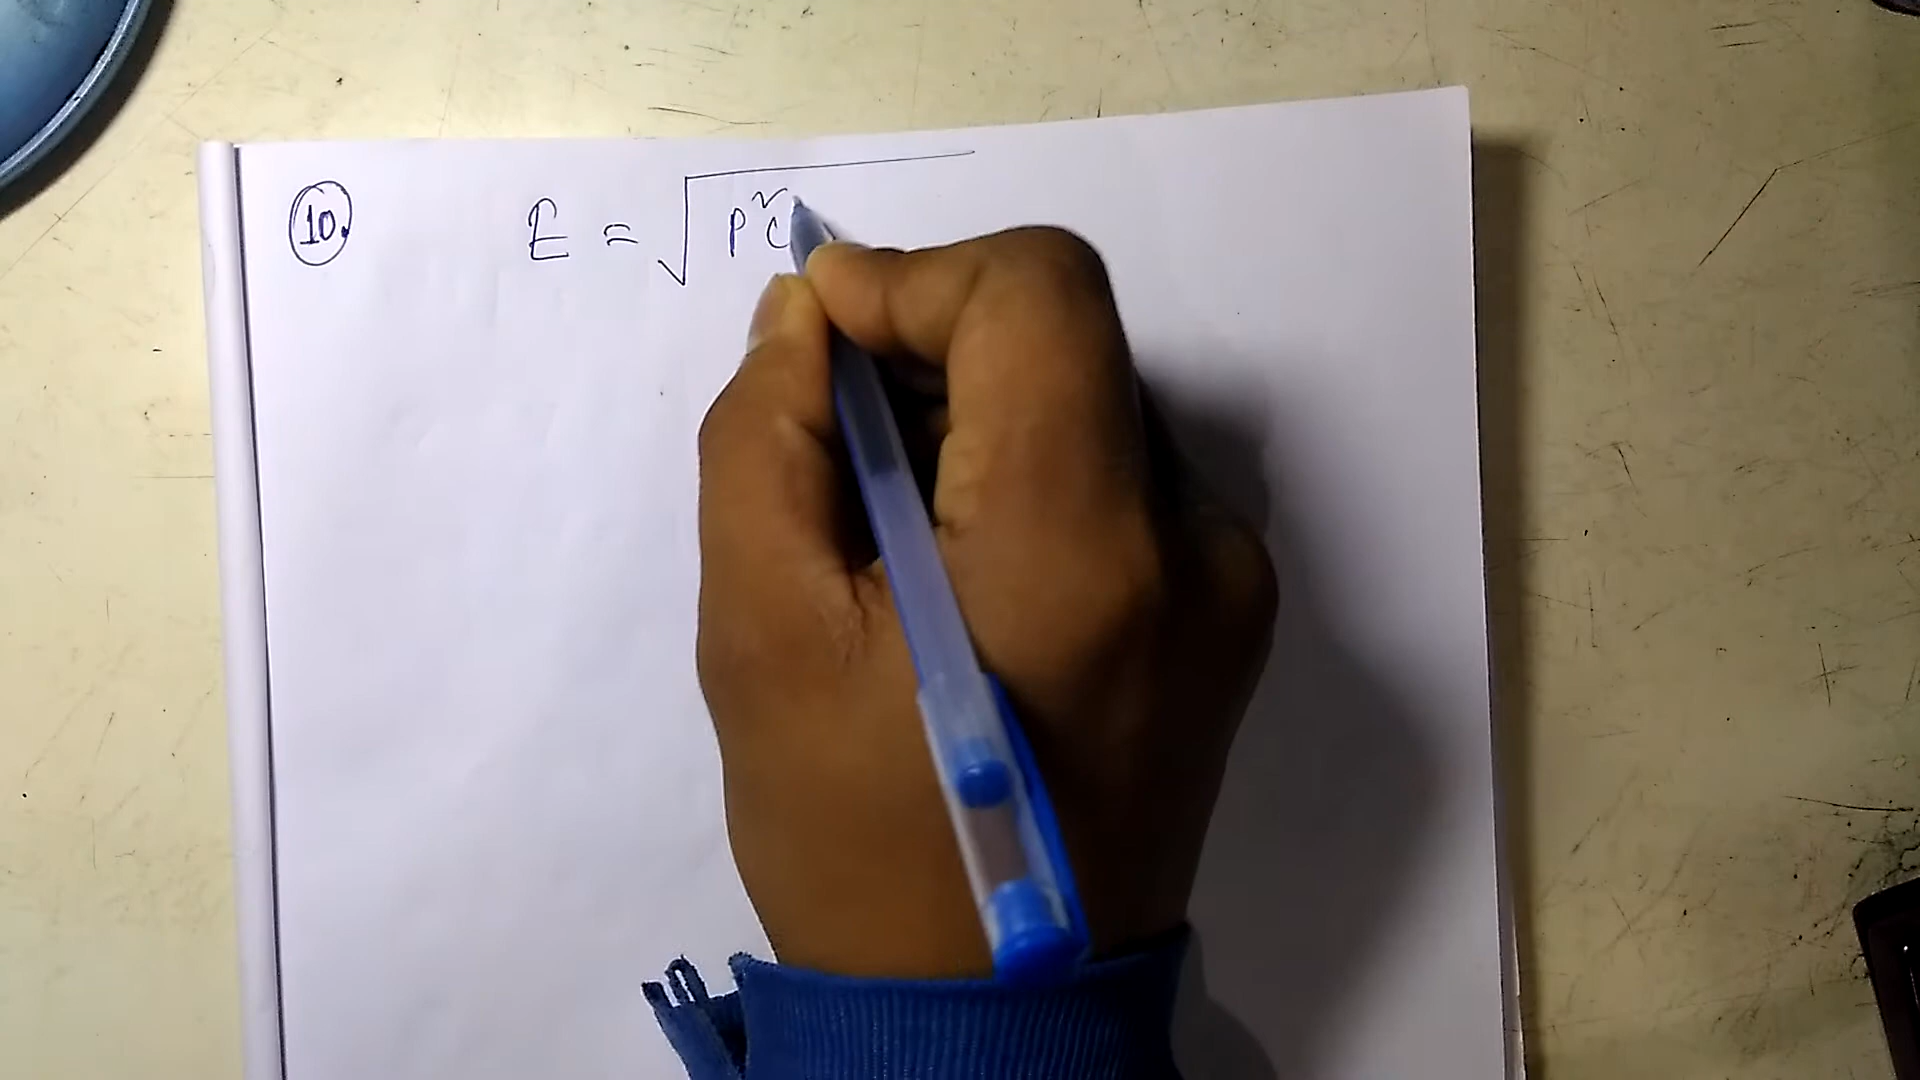 10. E = √p²c